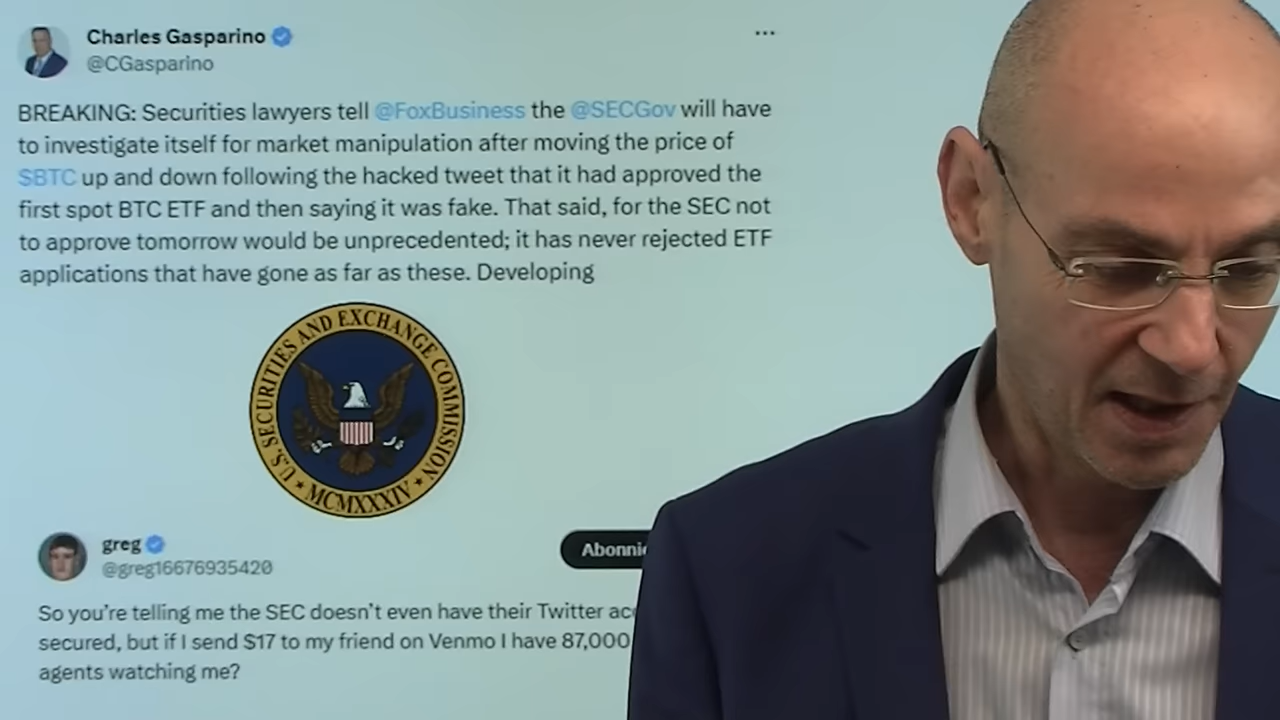 Charles Gasparino
@CGasparino
BREAKING: Securities lawyers tell @FoxBusiness the @SECGov will have
to investigate itself for market manipulation after moving the price of
$BTC up and down following the hacked tweet that it had approved the
first spot BTC ETF and then saying it was fake. That said, for the SEC not
to approve tomorrow would be unprecedented; it has never rejected ETF
applications that have gone as far as these. Developing
U.S. SECURITIES AND EXCHANGE COMMISSION
MCMXXXIV
greg
@greg16676935420
Abonni
So you're telling me the SEC doesn't even have their Twitter acc
secured, but if I send $17 to my friend on Venmo I have 87,000
agents watching me?